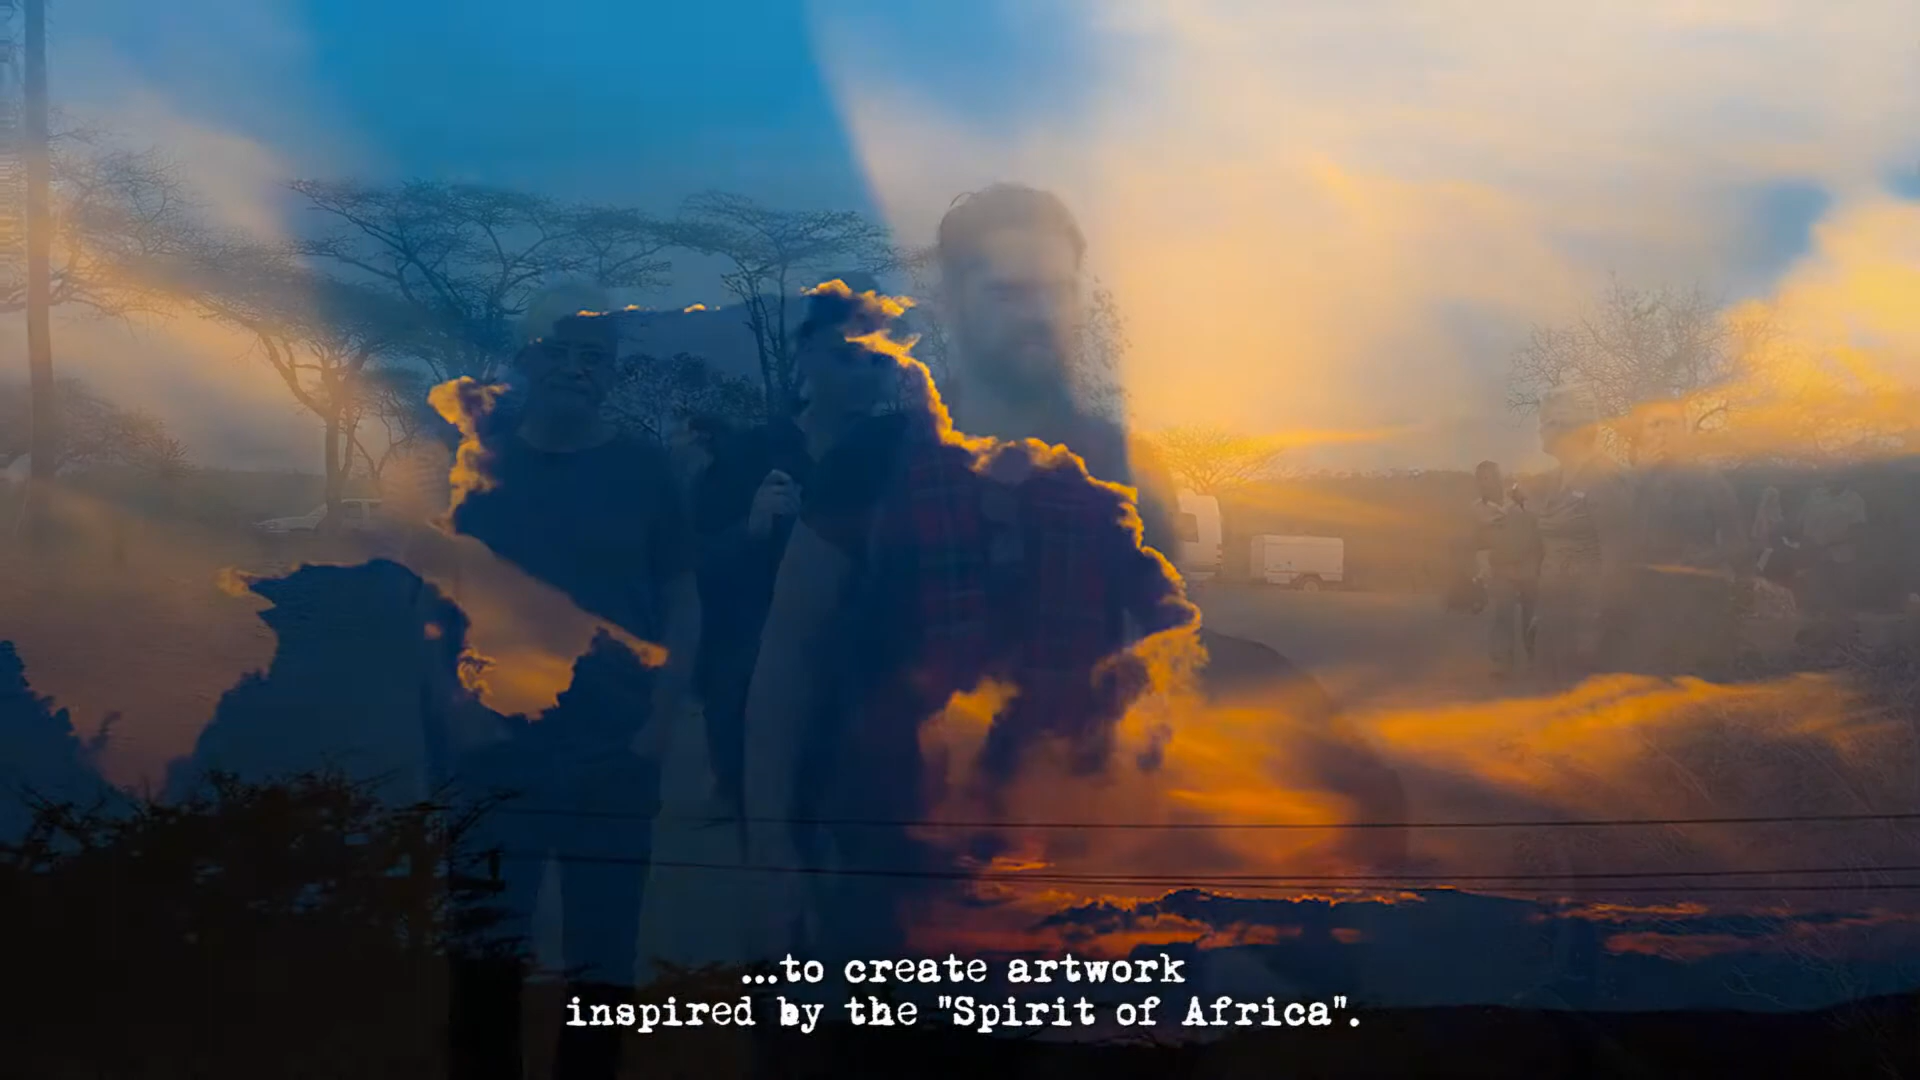 ...to create artwork
inspired by the "Spirit of Africa".